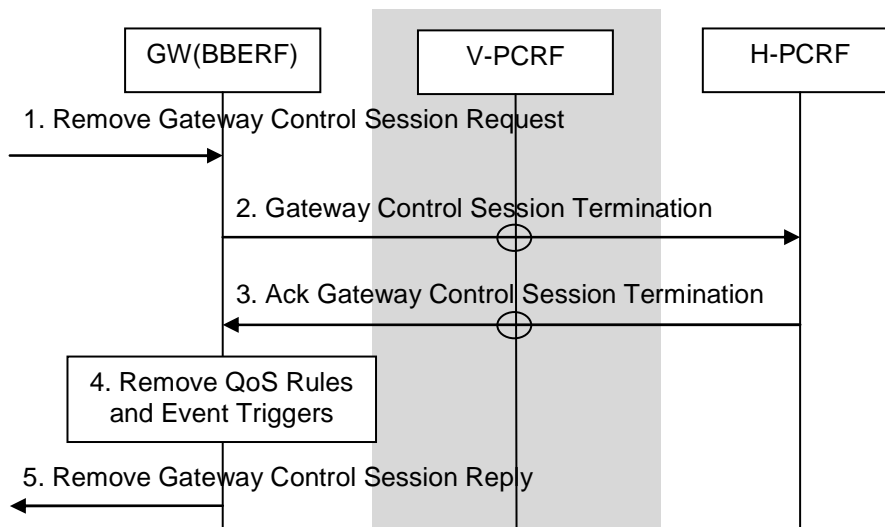 GW(BBERF)
V-PCRF
H-PCRF
1. Remove Gateway Control Session Request
2. Gateway Control Session Termination
3. Ack Gateway Control Session Termination
4. Remove QoS Rules
and Event Triggers
5. Remove Gateway Control Session Reply